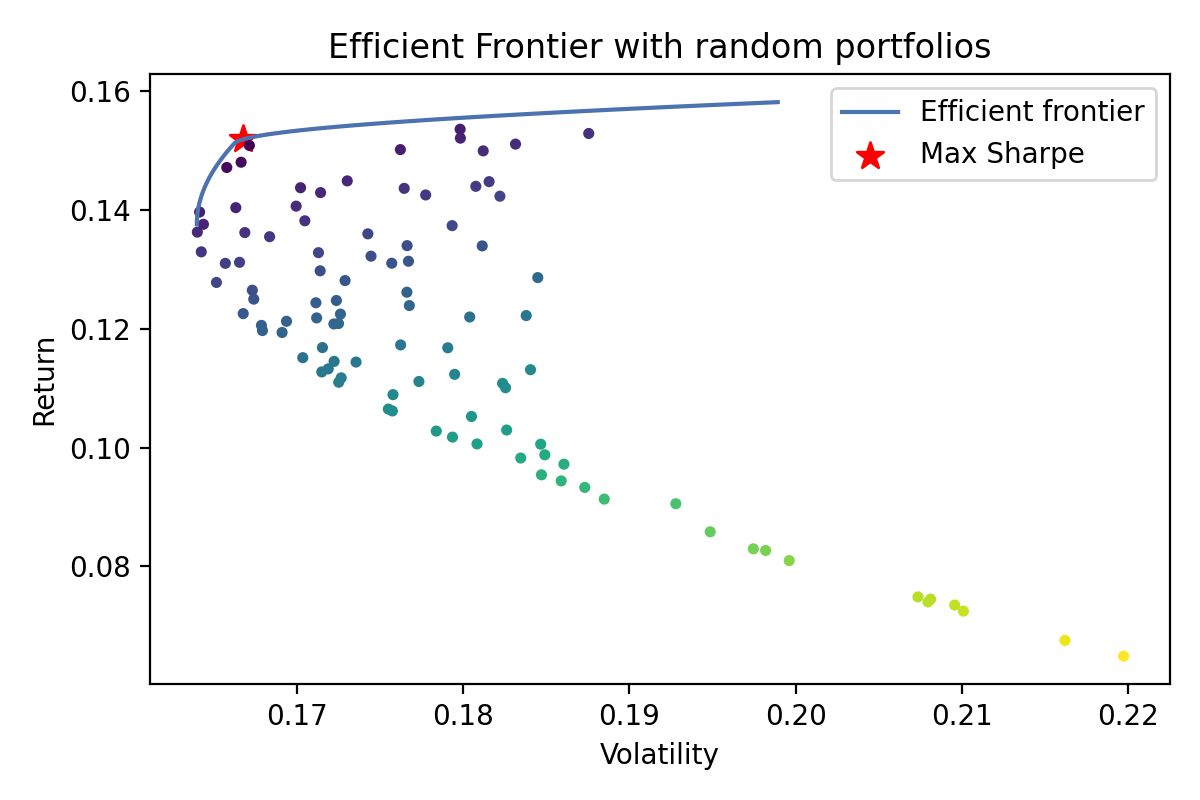 Efficient Frontier with random portfolios
Efficient frontier
Max Sharpe
Return
0.16
0.14
0.12
0.10
0.08
0.17
0.18
0.19
0.20
0.21
0.22
Volatility